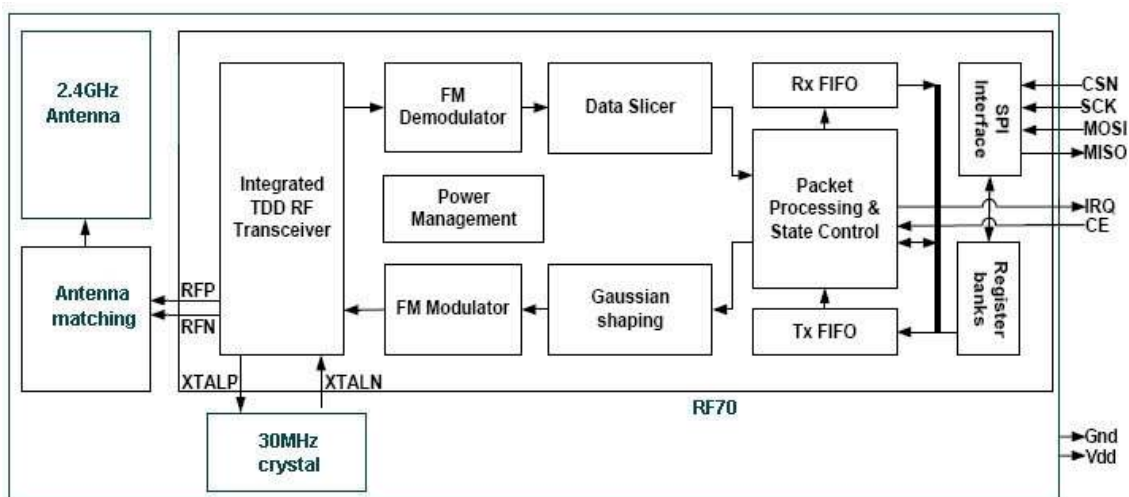 2.4GHz
Antenna
Antenna
matching
RFP
RFN
XTALP
XTALN
30MHz
crystal
Integrated
TDD RF
Transceiver
FM
Demodulator
Data Slicer
Power
Management
FM Modulator
Gaussian
shaping
Rx FIFO
Packet
Processing &
State Control
Tx FIFO
SPI
Interface
Register
banks
CSN
SCK
MOSI
MISO
IRQ
CE
RF70
Gnd
Vdd